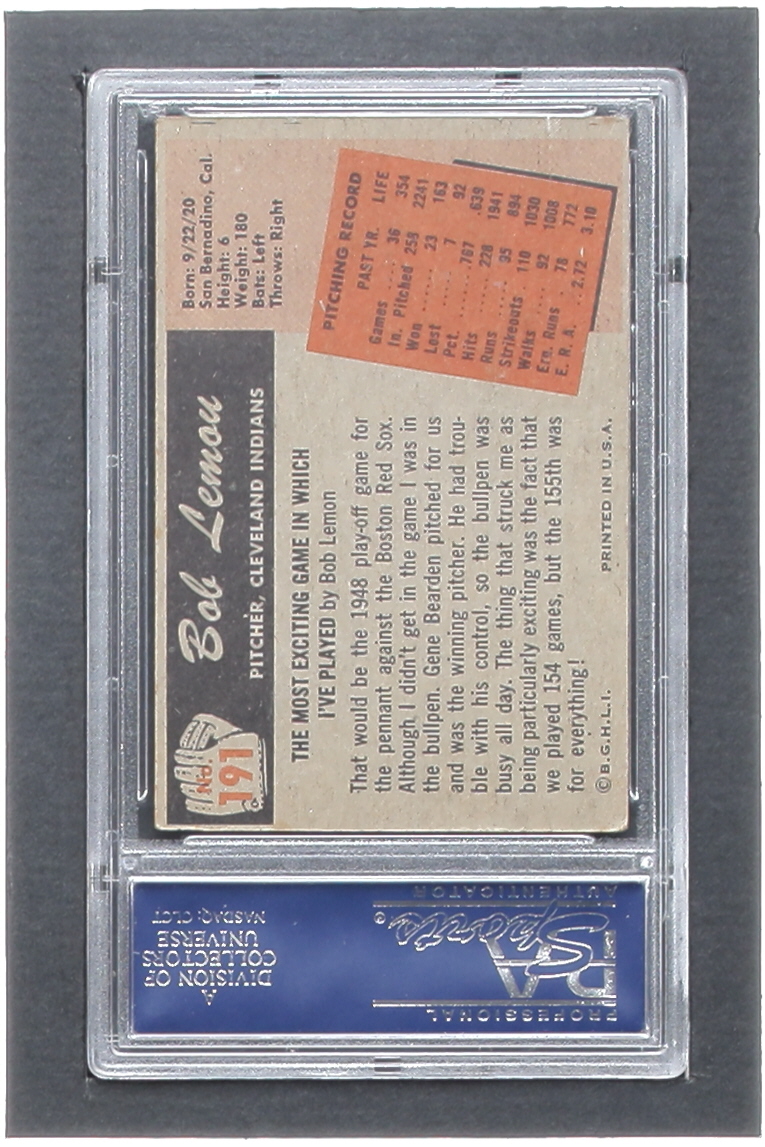 No. 191
Bob Lemon
PITCHER, CLEVELAND INDIANS
Born: 9/22/20
San Bernadino, Cal.
Height: 6
Weight: 180
Bats: Left
Throws: Right
THE MOST EXCITING GAME IN WHICH
I'VE PLAYED by Bob Lemon
That would be the 1948 play-off game for
the pennant against the Boston Red Sox.
Although I didn't get in the game I was in
the bullpen. Gene Bearden pitched for us
and was the winning pitcher. He had trou-
ble with his control, so the bullpen was
busy all day. The thing that struck me as
being particularly exciting was the fact that
we played 154 games, but the 155th was
for everything!
©B.G.H.L.I.
PRINTED IN U.S.A.
PITCHING RECORD
PAST YR. LIFE
Games .... 36 354
In. Pitched 258 2241
Won ...... 23 163
Lost ...... 7 92
Pct. ..... .767 .639
Hits ...... 228 1941
Runs ...... 95 894
Strikeouts . 110 1030
Walks .... 92 1008
Ern. Runs . 78 772
E. R. A. .. 2.72 3.10
PROFESSIONAL
PSA
Sports®
AUTHENTICATOR
A
DIVISION OF
COLLECTORS
UNIVERSE
NASDAQ: CLCT